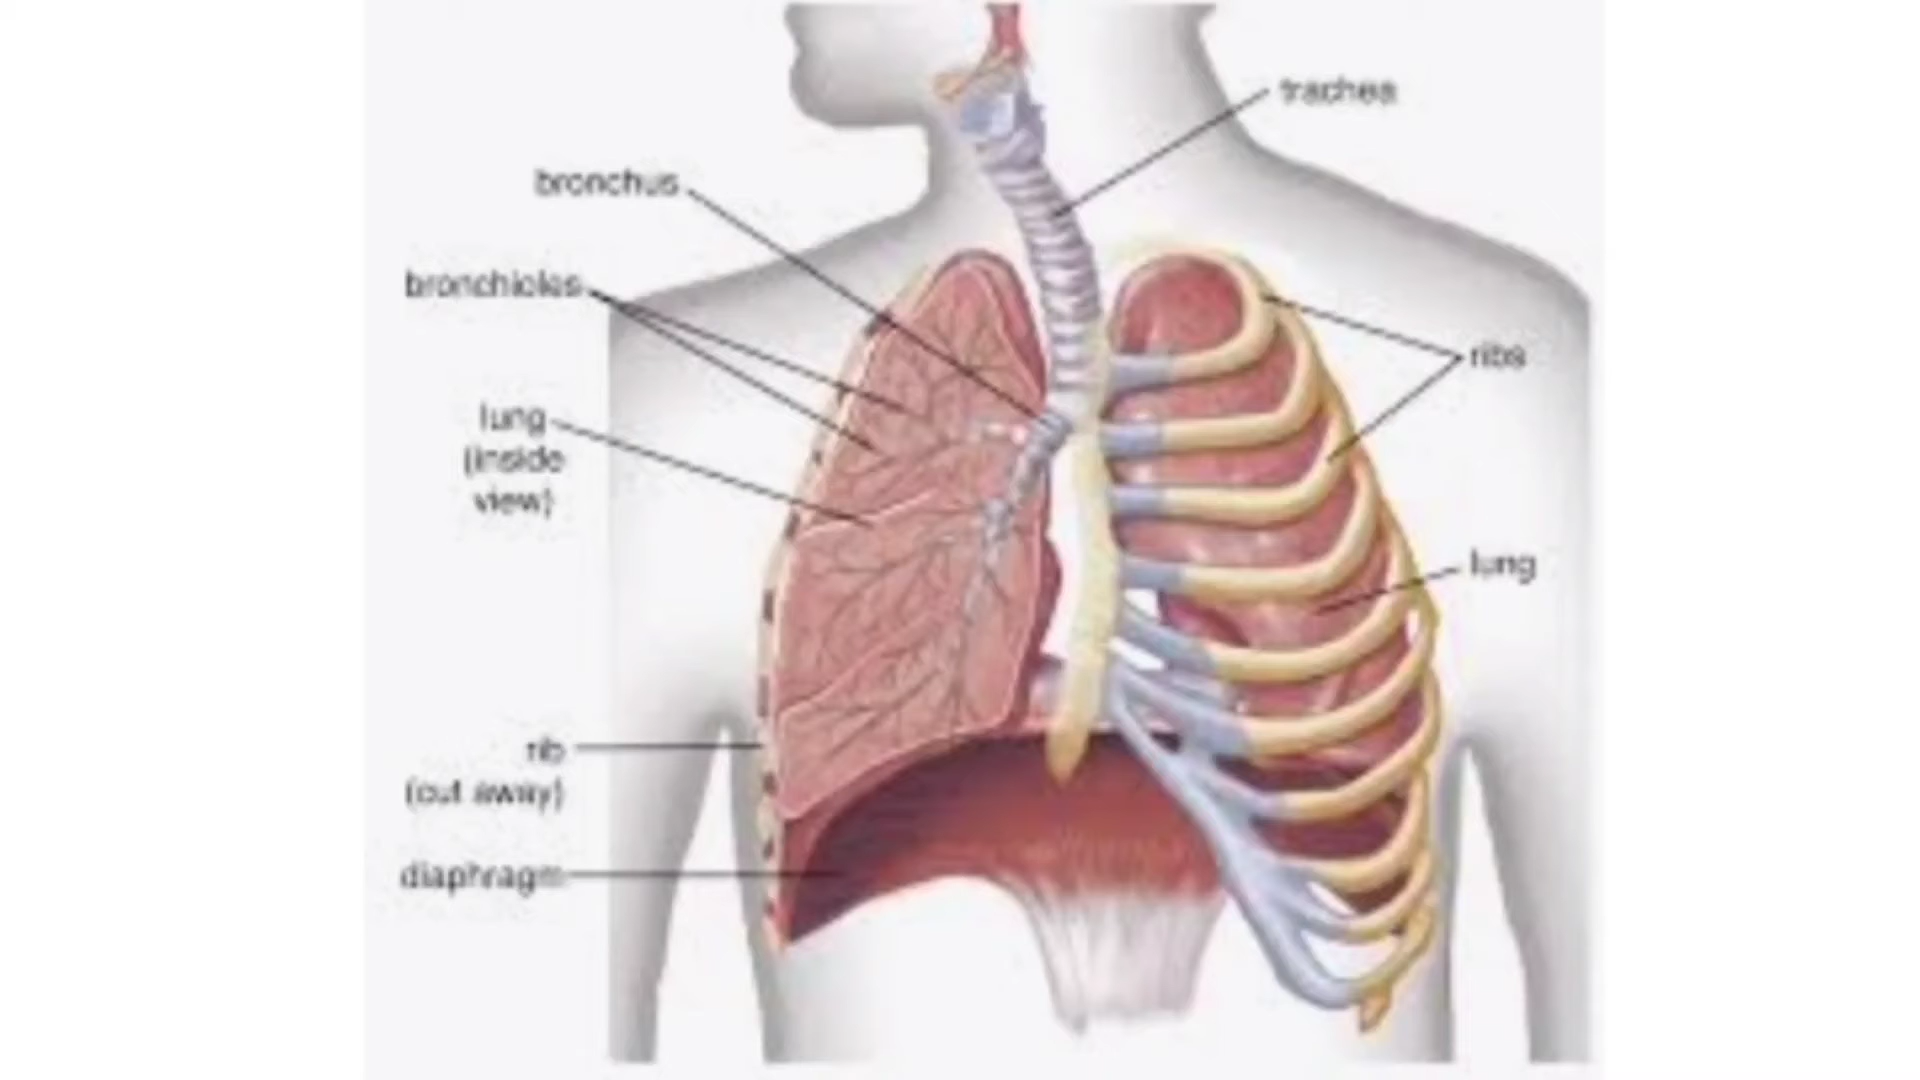 trachea
bronchus
bronchioles
ribs
lung
(inside
view)
lung
rib
(cut away)
diaphragm